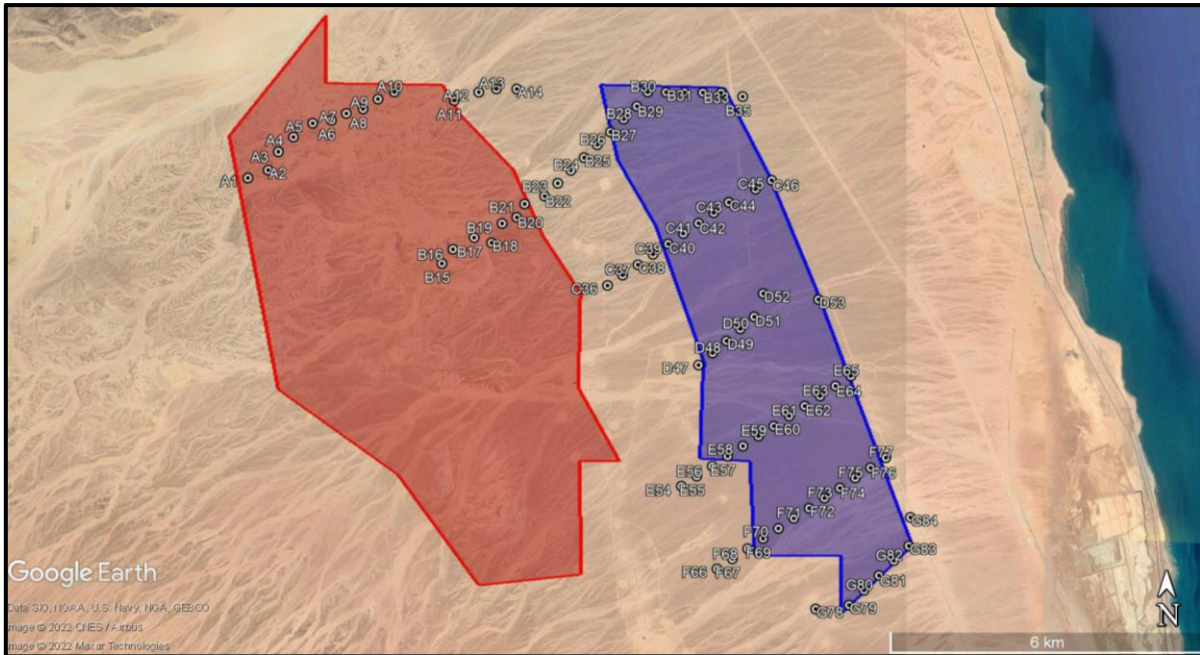 A10
A13
A12
A14
A9
A11
A7
A8
A5
A6
A4
A3
A2
A1
B30
B31
B33
B35
B29
B28
B27
B26
B25
B24
B23
B22
B21
B20
B19
B18
B16
B17
B15
C45
C46
C44
C43
C42
C41
C40
C39
C38
C37
C36
D52
D53
D51
D50
D49
D48
D47
E65
E64
E63
E62
E61
E60
E59
E58
E57
E56
E54
E55
F77
F76
F75
F74
F73
F72
F71
F70
F69
F68
F66
F67
G84
G83
G82
G81
G80
G79
G78
Google Earth
Data SIO, NOAA, U.S. Navy, NGA, GEBCO
mage © 2022 CNES / Airbus
mage © 2022 Maxar Technologies
N
6 km